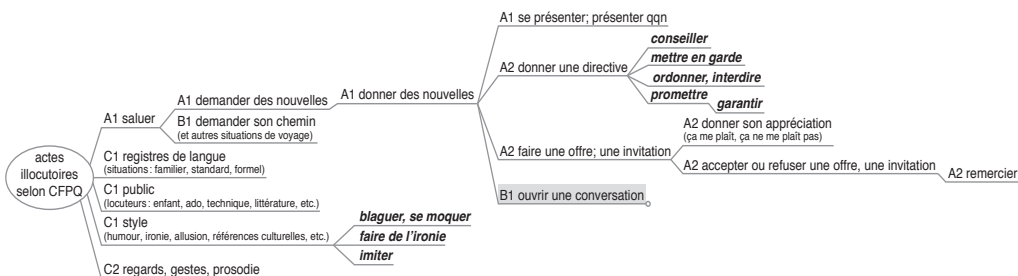 A1 se présenter; présenter qqn
conseiller
mettre en garde
A2 donner une directive
ordonner, interdire
promettre
garantir
A1 demander des nouvelles
A1 donner des nouvelles
A1 saluer
B1 demander son chemin
(et autres situations de voyage)
A2 donner son appréciation
(ça me plaît, ça ne me plaît pas)
A2 faire une offre; une invitation
A2 accepter ou refuser une offre, une invitation
A2 remercier
actes
illocutoires
selon CFPQ
C1 registres de langue
(situations: familier, standard, formel)
C1 public
(locuteurs: enfant, ado, technique, littérature, etc.)
B1 ouvrir une conversation
C1 style
(humour, ironie, allusion, références culturelles, etc.)
blaguer, se moquer
faire de l'ironie
imiter
C2 regards, gestes, prosodie